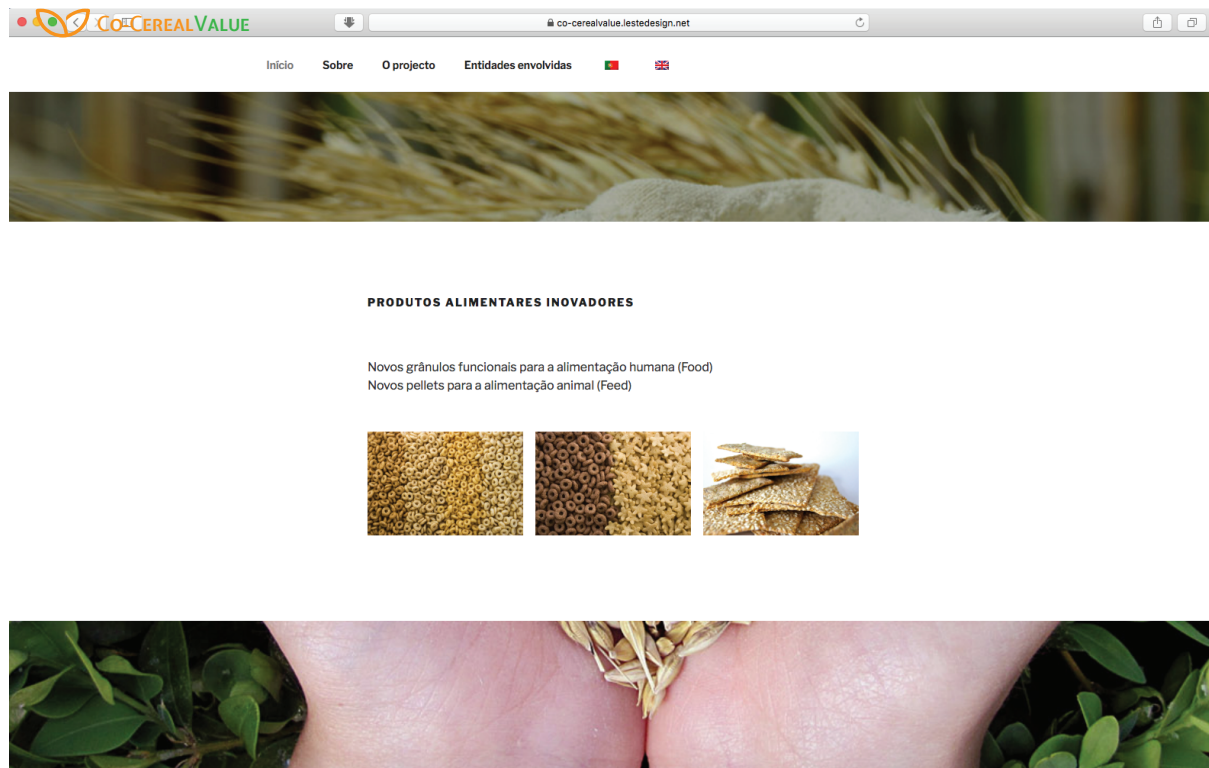 Co-CerealValue
co-cerealvalue.lestedesign.net
Início Sobre O projecto Entidades envolvidas
PRODUTOS ALIMENTARES INOVADORES
Novos grânulos funcionais para a alimentação humana (Food)
Novos pellets para a alimentação animal (Feed)